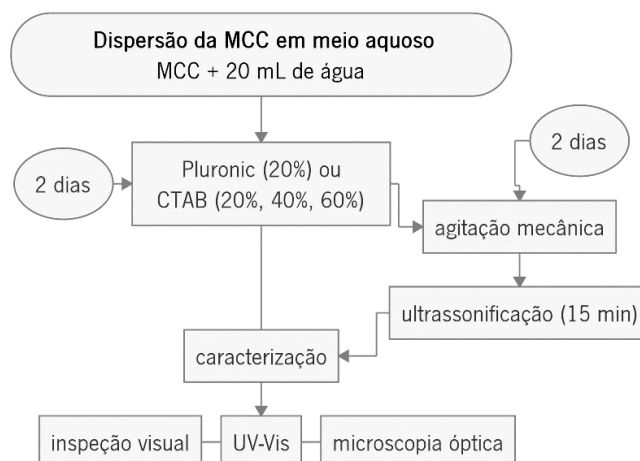 Dispersão da MCC em meio aquoso
MCC + 20 mL de água
2 dias
Pluronic (20%) ou
CTAB (20%, 40%, 60%)
2 dias
agitação mecânica
ultrassonificação (15 min)
caracterização
inspeção visual
UV-Vis
microscopia óptica